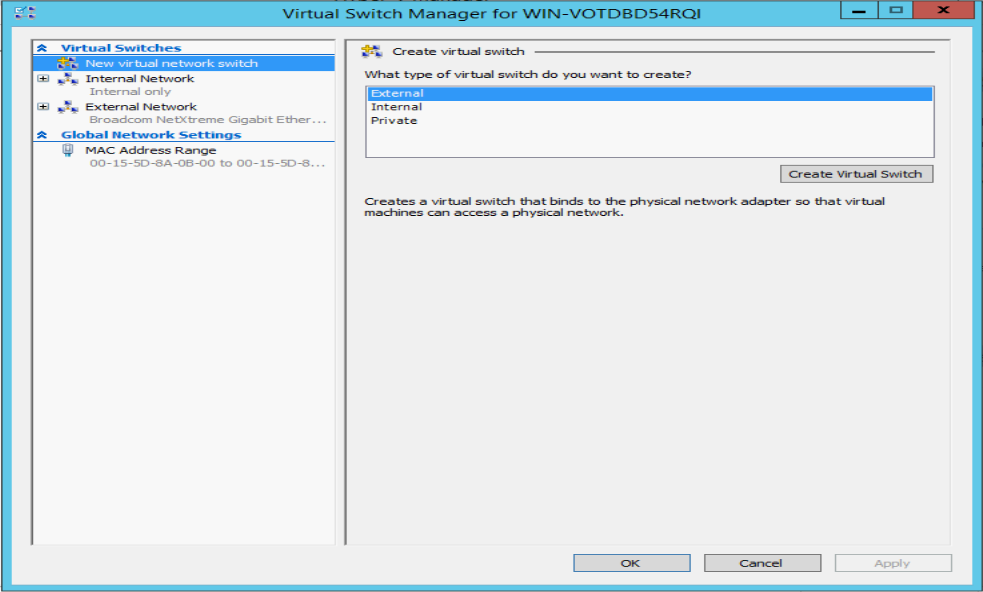 Virtual Switch Manager for WIN-VOTDBD54RQI
Virtual Switches
New virtual network switch
Internal Network
Internal only
External Network
Broadcom NetXtreme Gigabit Ether...
Global Network Settings
MAC Address Range
00-15-5D-8A-0B-00 to 00-15-5D-8...
Create virtual switch
What type of virtual switch do you want to create?
External
Internal
Private
Create Virtual Switch
Creates a virtual switch that binds to the physical network adapter so that virtual
machines can access a physical network.
OK
Cancel
Apply